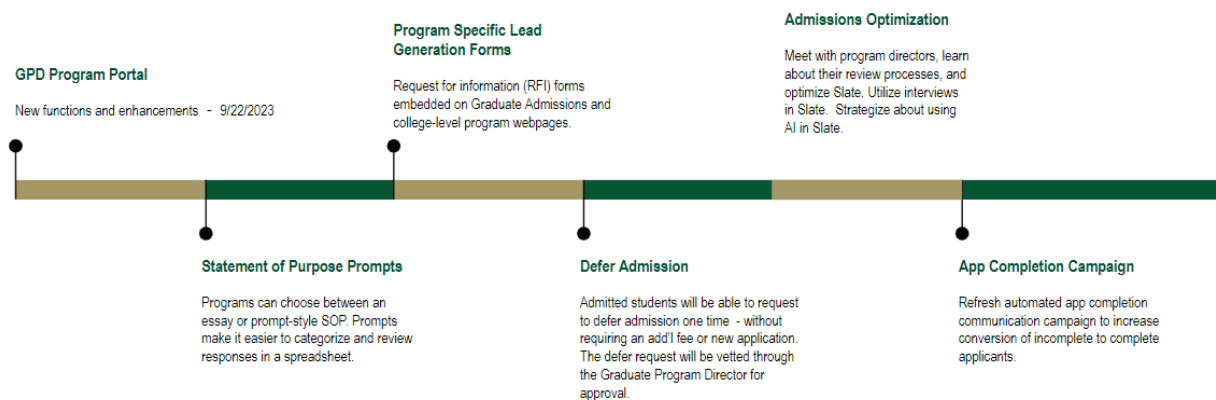 GPD Program Portal
New functions and enhancements - 9/22/2023
Statement of Purpose Prompts
Programs can choose between an
essay or prompt-style SOP. Prompts
make it easier to categorize and review
responses in a spreadsheet.
Program Specific Lead
Generation Forms
Request for information (RFI) forms
embedded on Graduate Admissions and
college-level program webpages.
Defer Admission
Admitted students will be able to request
to defer admission one time - without
requiring an add'l fee or new application.
The defer request will be vetted through
the Graduate Program Director for
approval.
Admissions Optimization
Meet with program directors, learn
about their review processes, and
optimize Slate. Utilize interviews
in Slate. Strategize about using
AI in Slate.
App Completion Campaign
Refresh automated app completion
communication campaign to increase
conversion of incomplete to complete
applicants.